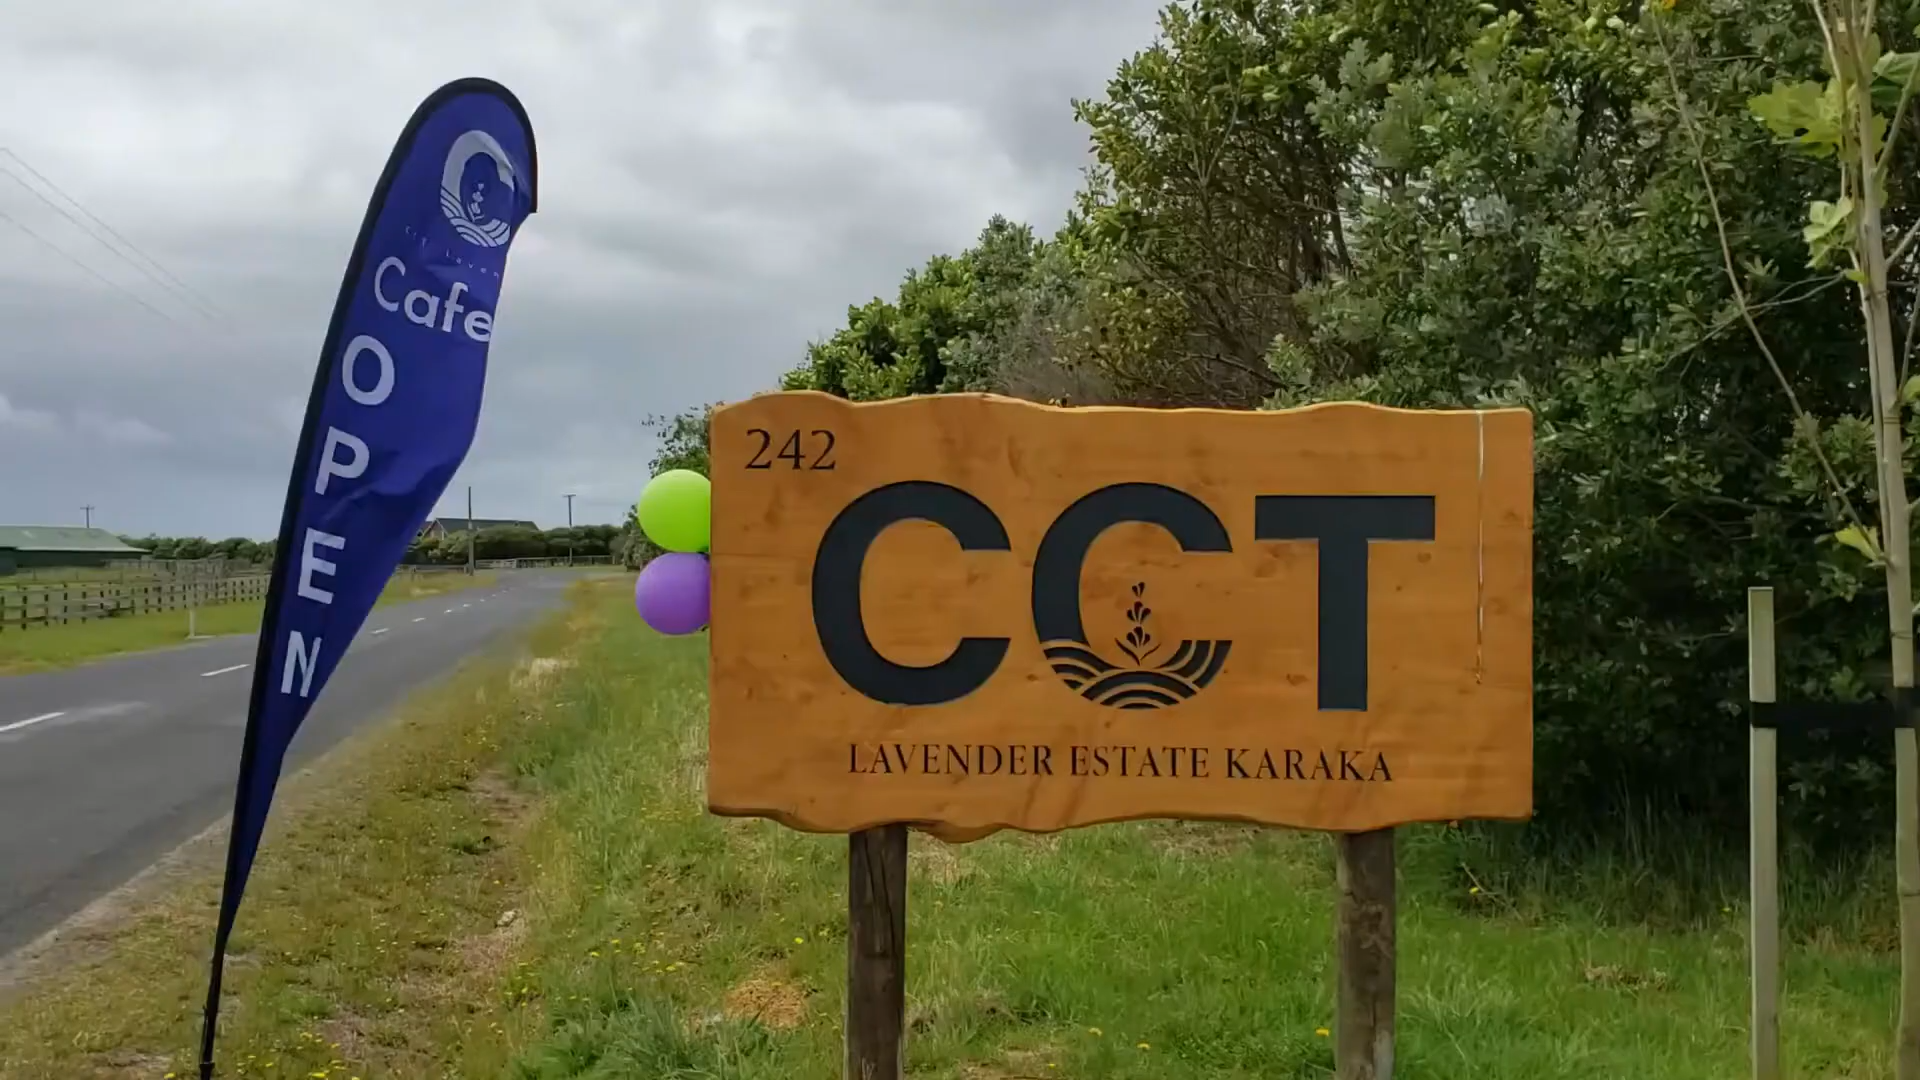 Cafe
OPEN
242
CCT
LAVENDER ESTATE KARAKA